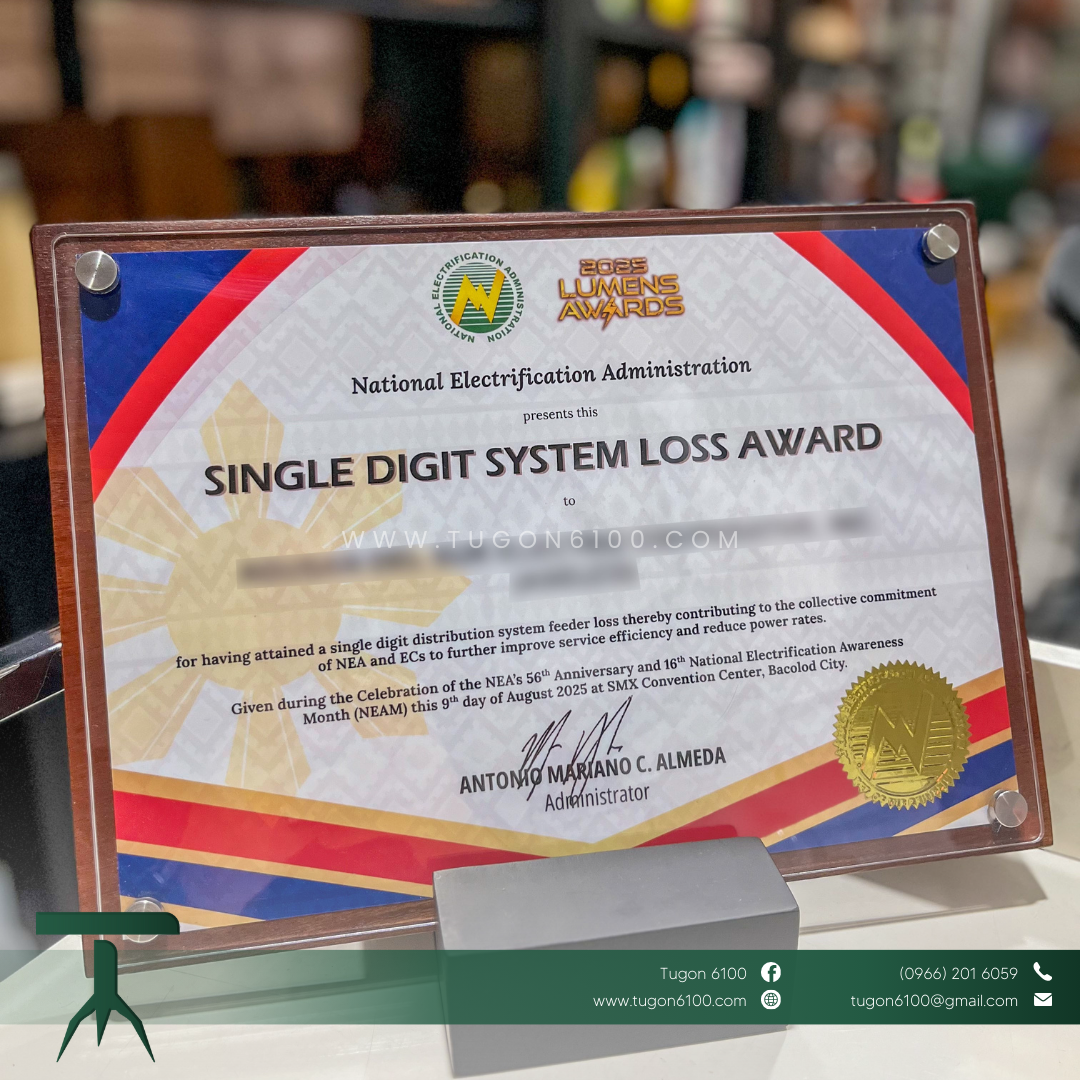 NATIONAL ELECTRIFICATION ADMINISTRATION
2025
LUMENS
AWARDS
National Electrification Administration
presents this
SINGLE DIGIT SYSTEM LOSS AWARD
to
WWW.TUGON6100.COM
for having attained a single digit distribution system feeder loss thereby contributing to the collective commitment
of NEA and ECs to further improve service efficiency and reduce power rates.
Given during the Celebration of the NEA's 56th Anniversary and 16th National Electrification Awareness
Month (NEAM) this 9th day of August 2025 at SMX Convention Center, Bacolod City.
ANTONIO MARIANO C. ALMEDA
Administrator
Tugon 6100
(0966) 201 6059
www.tugon6100.com
tugon6100@gmail.com